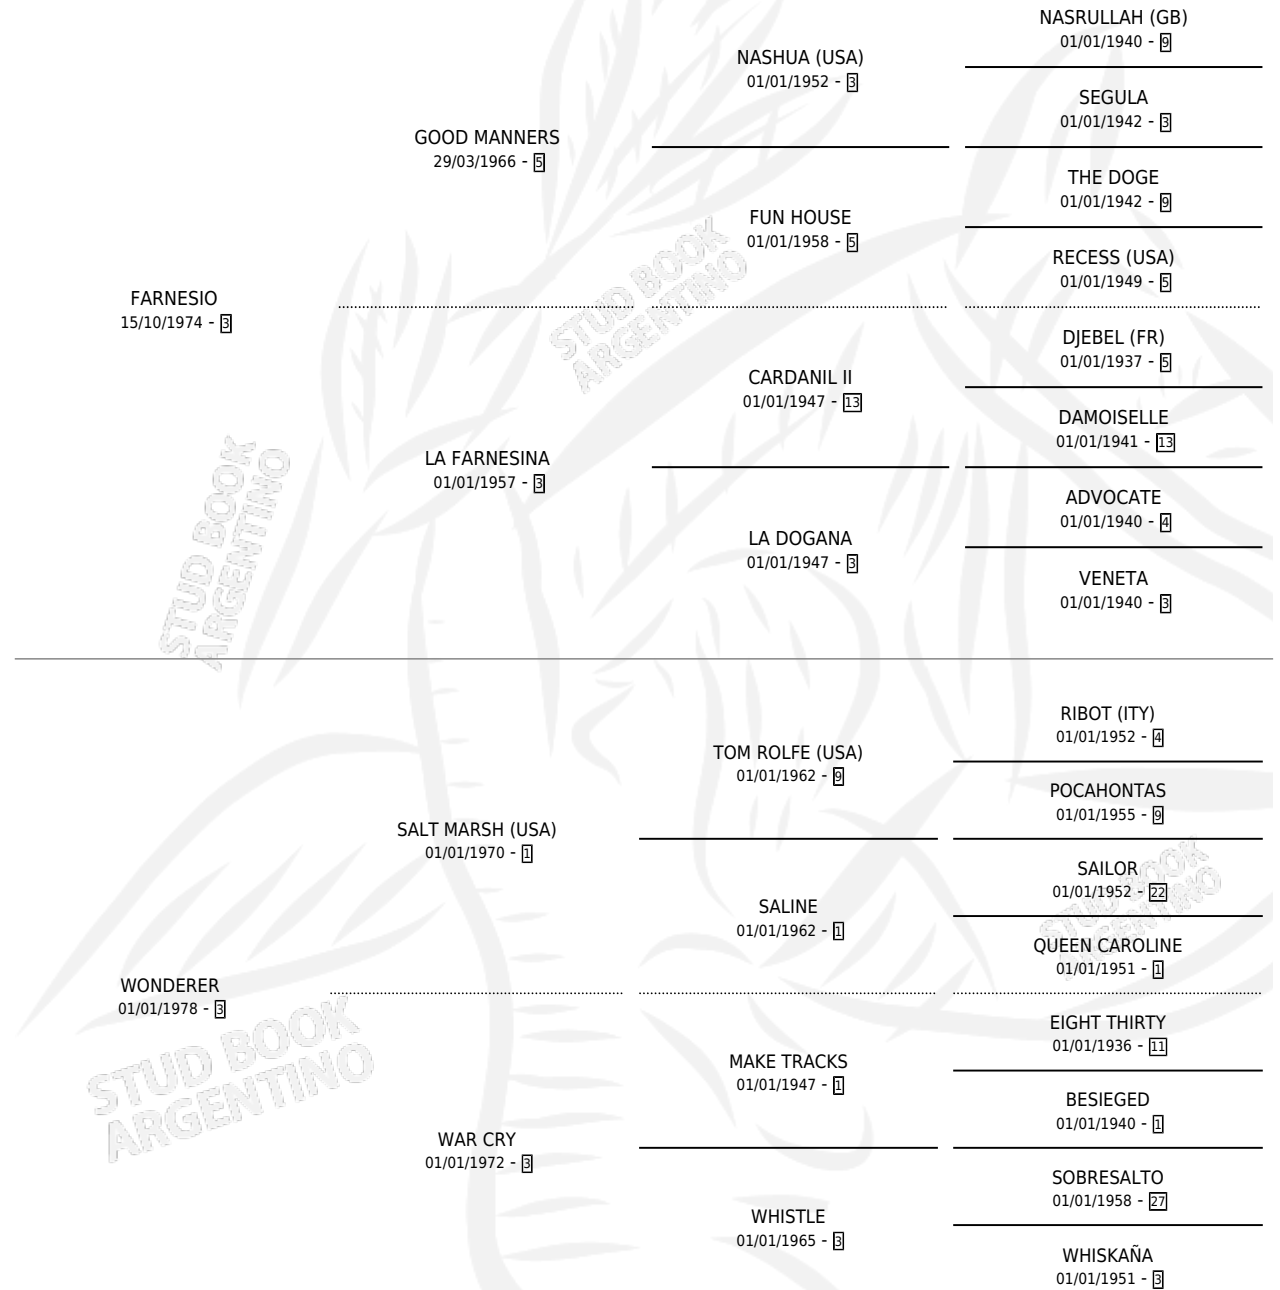 NASRULLAH (GB)
01/01/1940 - 9
NASHUA (USA)
01/01/1952 - 3
SEGULA
01/01/1942 - 3
GOOD MANNERS
29/03/1966 - 5
THE DOGE
01/01/1942 - 9
FUN HOUSE
01/01/1958 - 5
RECESS (USA)
01/01/1949 - 5
FARNESIO
15/10/1974 - 3
DJEBEL (FR)
01/01/1937 - 5
CARDANIL II
01/01/1947 - 13
DAMOISELLE
01/01/1941 - 13
LA FARNESINA
01/01/1957 - 3
ADVOCATE
01/01/1940 - 4
LA DOGANA
01/01/1947 - 3
VENETA
01/01/1940 - 3
RIBOT (ITY)
01/01/1952 - 4
TOM ROLFE (USA)
01/01/1962 - 9
POCAHONTAS
01/01/1955 - 9
SALT MARSH (USA)
01/01/1970 - 1
SAILOR
01/01/1952 - 22
SALINE
01/01/1962 - 1
QUEEN CAROLINE
01/01/1951 - 1
WONDERER
01/01/1978 - 3
EIGHT THIRTY
01/01/1936 - 11
MAKE TRACKS
01/01/1947 - 1
BESIEGED
01/01/1940 - 1
WAR CRY
01/01/1972 - 3
SOBRESALTO
01/01/1958 - 27
WHISTLE
01/01/1965 - 3
WHISKAÑA
01/01/1951 - 3
STUD BOOK
ARGENTINO
STUD BOOK
ARGENTINO
STUD BOOK
ARGENTINO
STUD BOOK
ARGENTINO